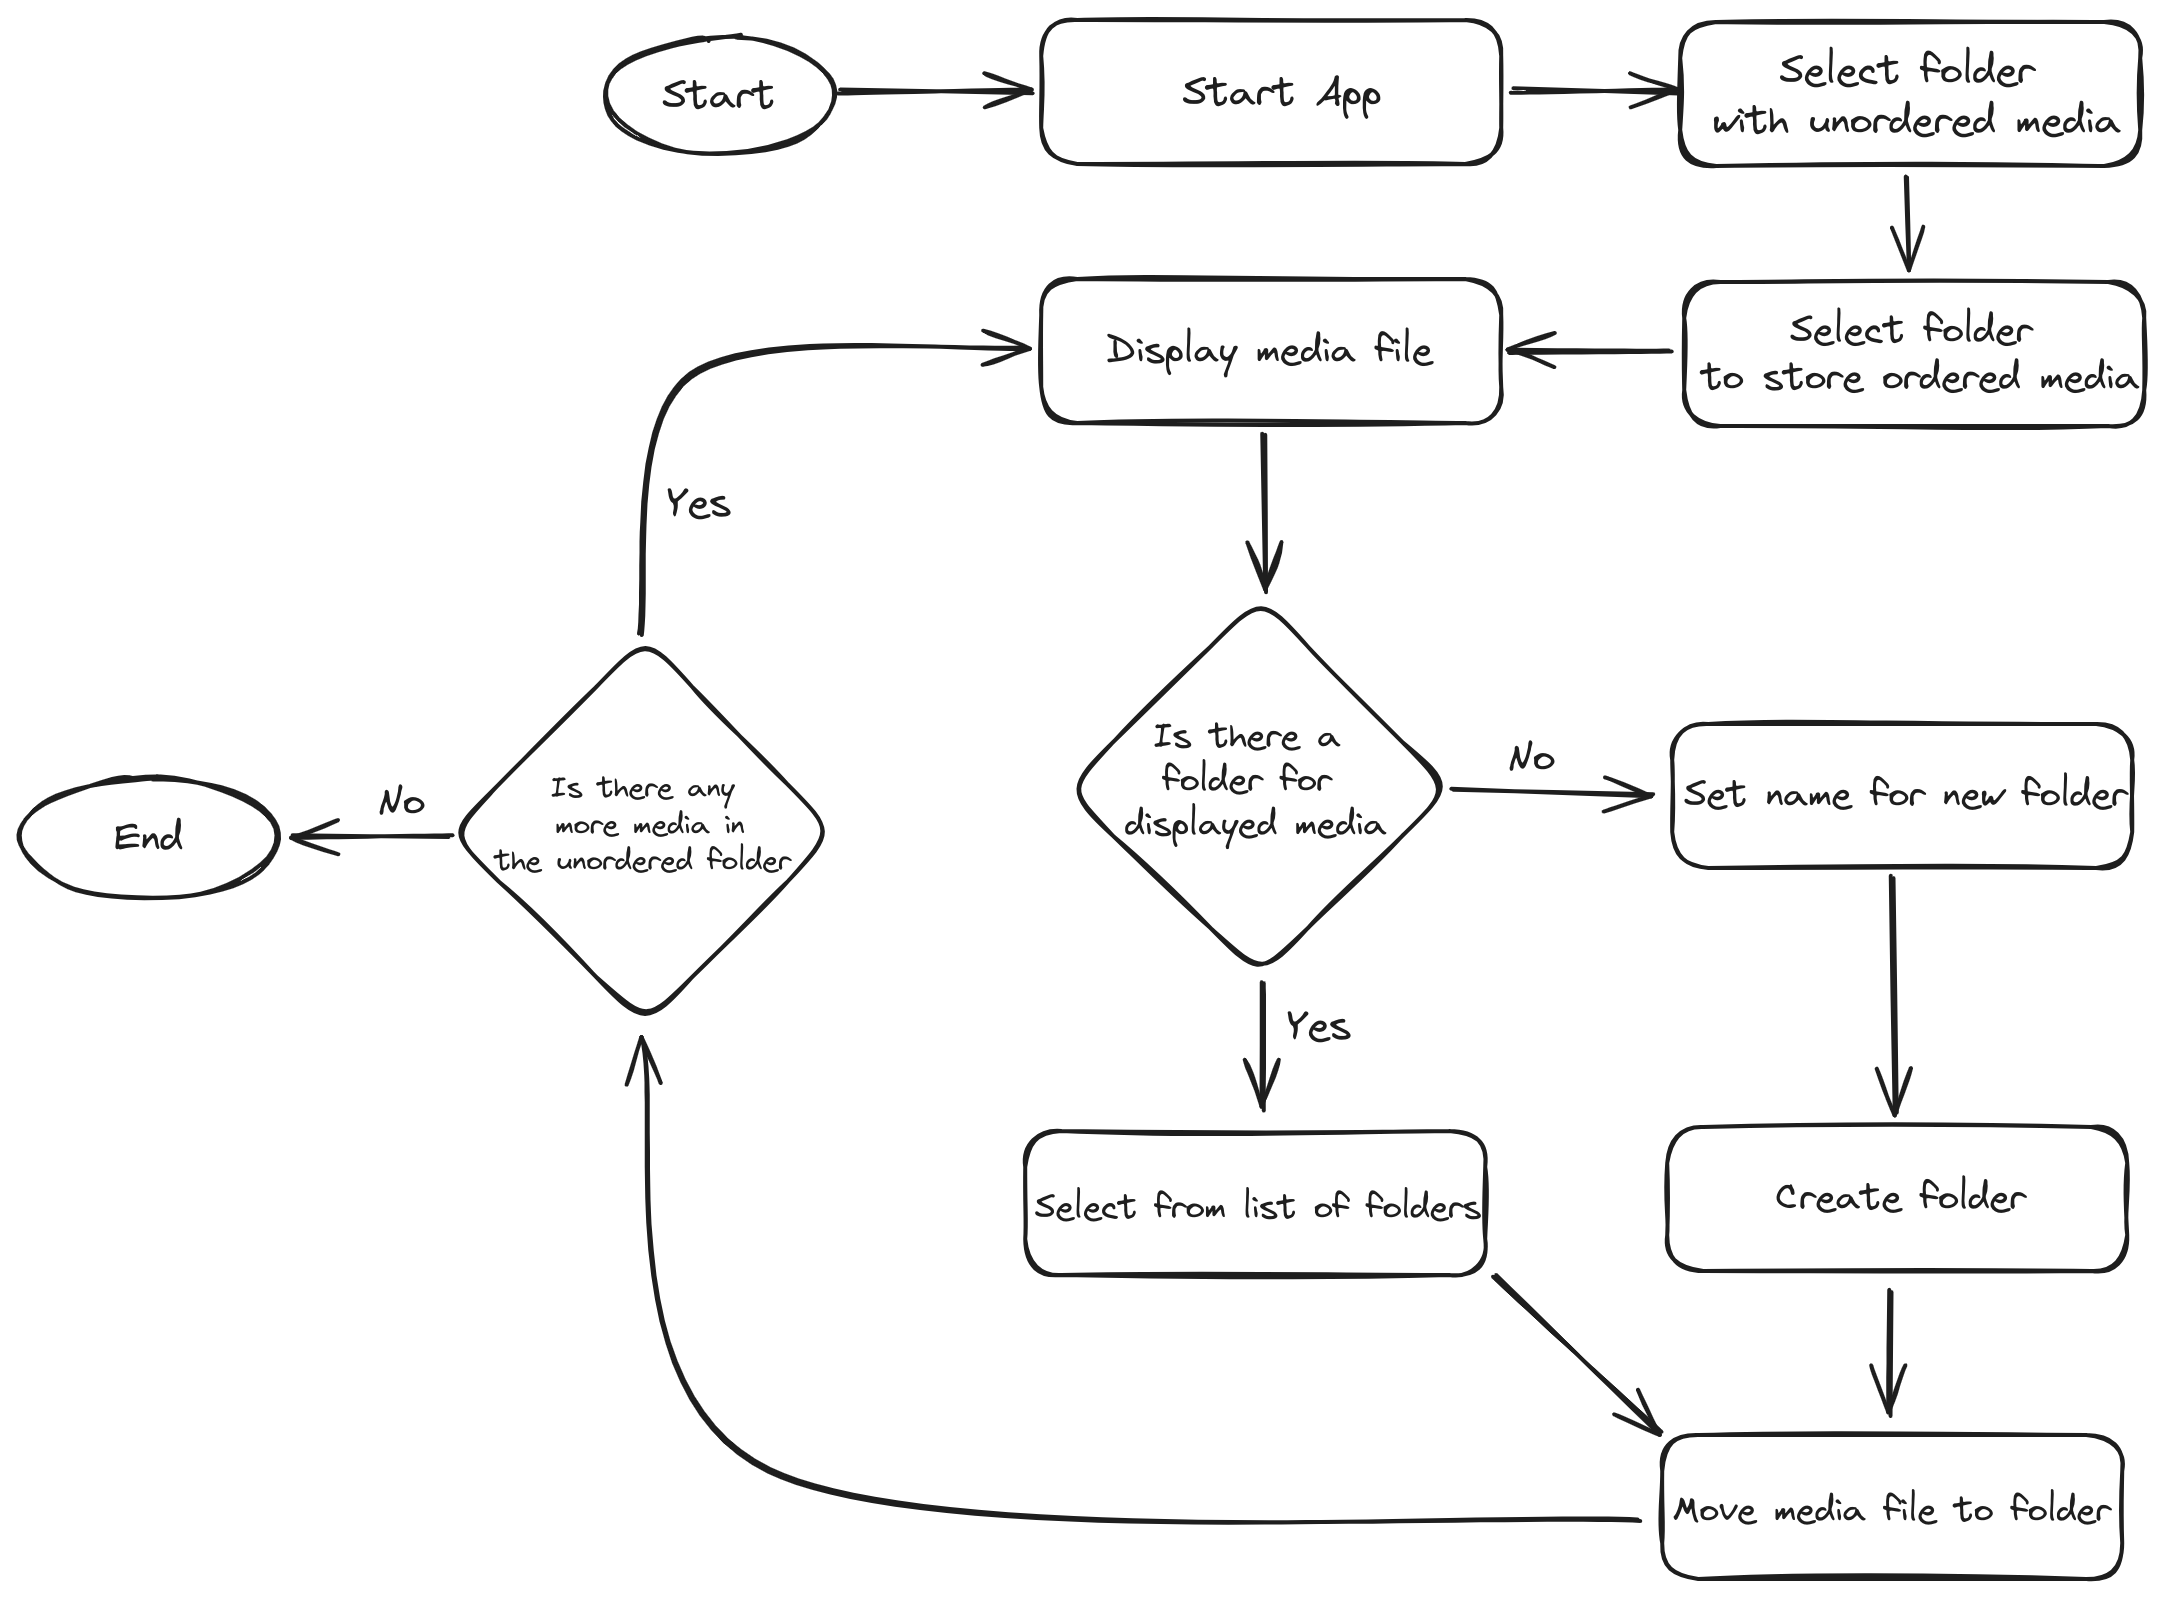 Start
Start App
Select folder
with unordered media
Display media file
Select folder
to store ordered media
Yes
Is there a
folder for
displayed media
No
Set name for new folder
Is there any
more media in
the unordered folder
No
End
Yes
Select from list of folders
Create folder
Move media file to folder